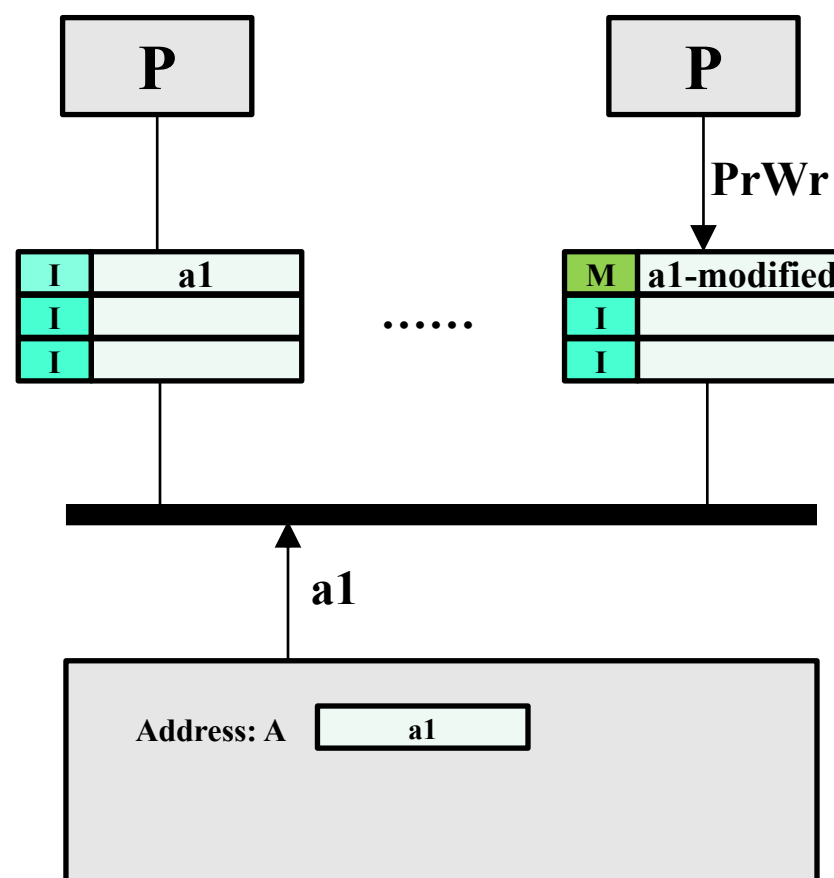 P P
PrWr
I a1 M a1-modified
I ...... I
I I
a1
Address: A a1